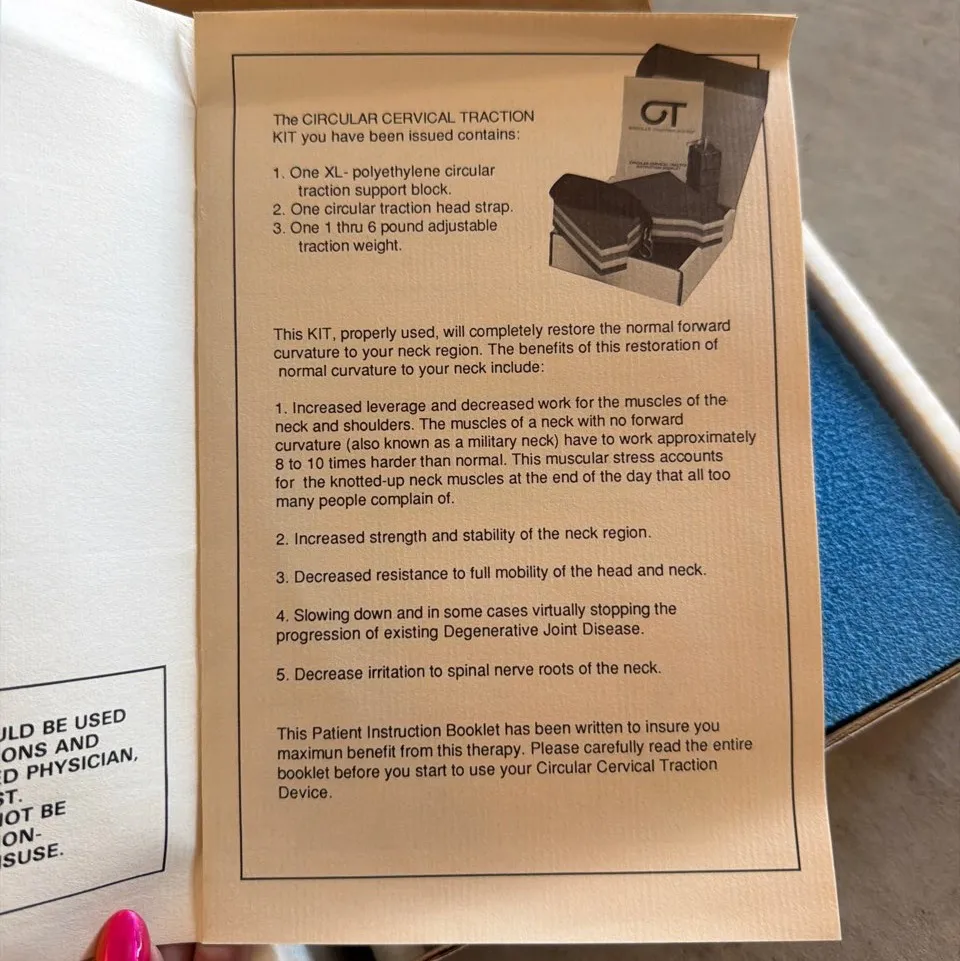 ULD BE USED
ONS AND
ED PHYSICIAN,
ST.
NOT BE
ON-
ISUSE.
The CIRCULAR CERVICAL TRACTION
KIT you have been issued contains:
1. One XL- polyethylene circular
traction support block.
2. One circular traction head strap.
3. One 1 thru 6 pound adjustable
traction weight.
CT
This KIT, properly used, will completely restore the normal forward
curvature to your neck region. The benefits of this restoration of
normal curvature to your neck include:
1. Increased leverage and decreased work for the muscles of the
neck and shoulders. The muscles of a neck with no forward
curvature (also known as a military neck) have to work approximately
8 to 10 times harder than normal. This muscular stress accounts
for the knotted-up neck muscles at the end of the day that all too
many people complain of.
2. Increased strength and stability of the neck region.
3. Decreased resistance to full mobility of the head and neck.
4. Slowing down and in some cases virtually stopping the
progression of existing Degenerative Joint Disease.
5. Decrease irritation to spinal nerve roots of the neck.
This Patient Instruction Booklet has been written to insure you
maximun benefit from this therapy. Please carefully read the entire
booklet before you start to use your Circular Cervical Traction
Device.